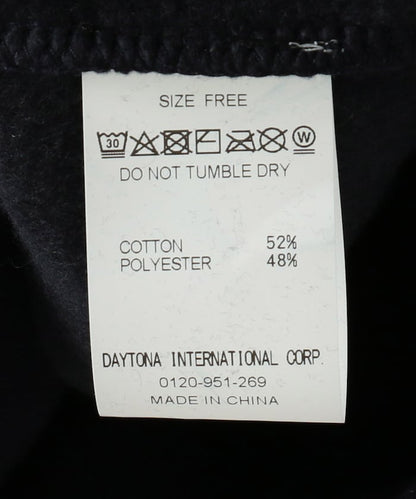 SIZE FREE
30 W
DO NOT TUMBLE DRY
COTTON 52%
POLYESTER 48%
DAYTONA INTERNATIONAL CORP.
0120-951-269
MADE IN CHINA